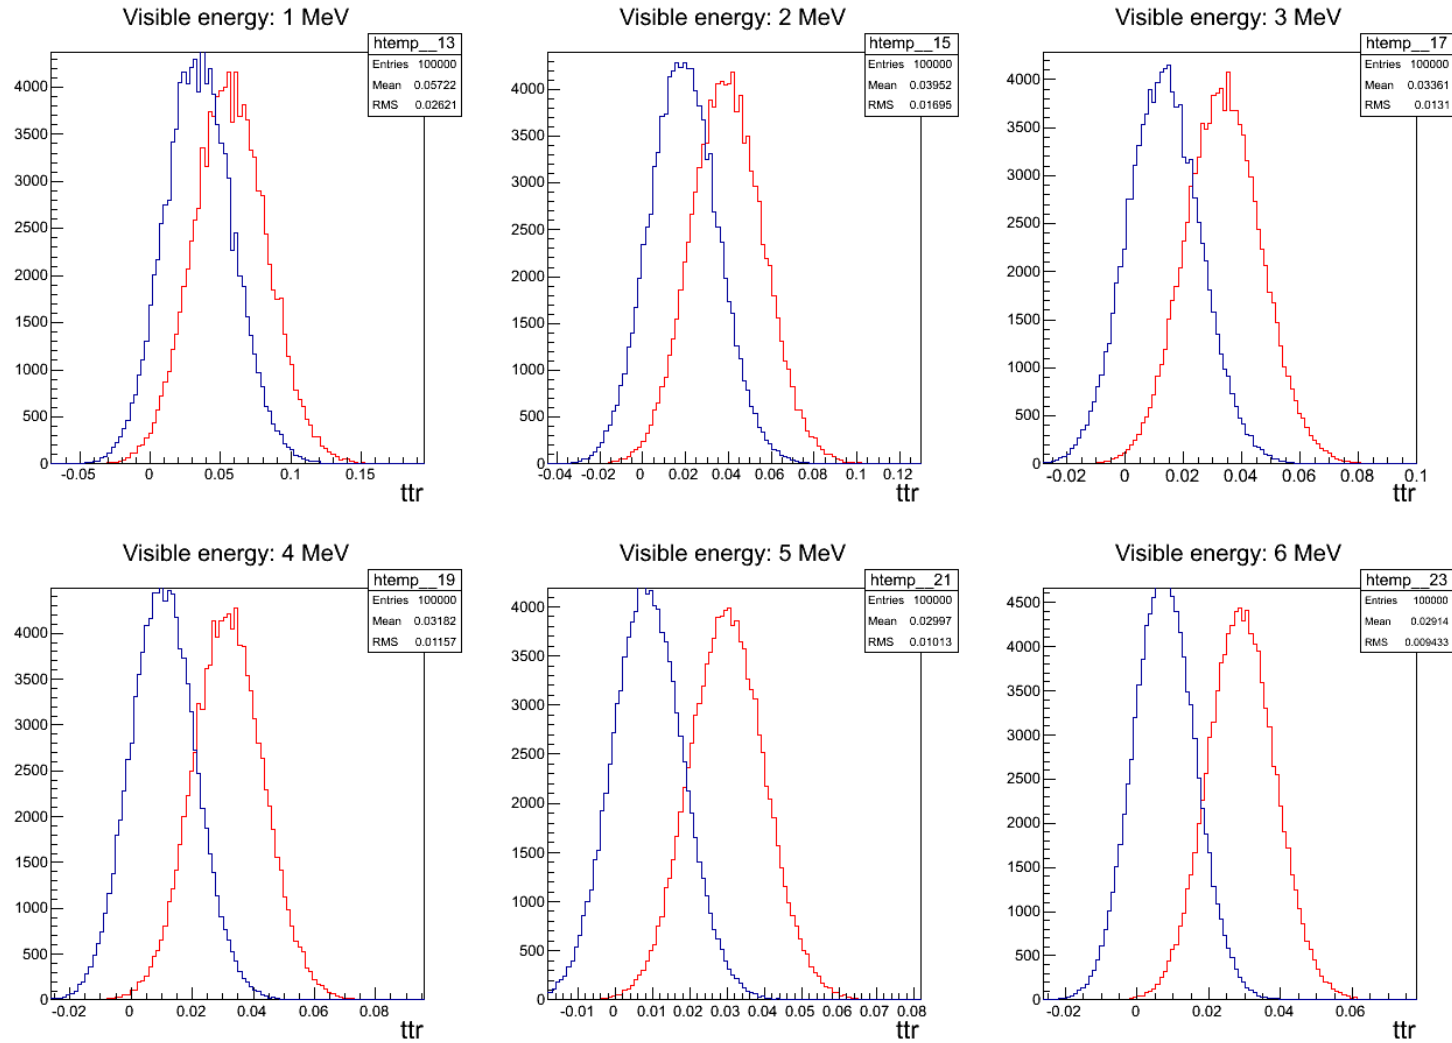 Visible energy: 1 MeV
htemp__13
Entries 100000
Mean 0.05722
RMS 0.02621
4000
3500
3000
2500
2000
1500
1000
500
0
-0.05 0 0.05 0.1 0.15
ttr
Visible energy: 2 MeV
htemp__15
Entries 100000
Mean 0.03952
RMS 0.01695
4000
3500
3000
2500
2000
1500
1000
500
0
-0.04 -0.02 0 0.02 0.04 0.06 0.08 0.1 0.12
ttr
Visible energy: 3 MeV
htemp__17
Entries 100000
Mean 0.03361
RMS 0.0131
4000
3500
3000
2500
2000
1500
1000
500
0
-0.02 0 0.02 0.04 0.06 0.08 0.1
ttr
Visible energy: 4 MeV
htemp__19
Entries 100000
Mean 0.03182
RMS 0.01157
4000
3500
3000
2500
2000
1500
1000
500
0
-0.02 0 0.02 0.04 0.06 0.08
ttr
Visible energy: 5 MeV
htemp__21
Entries 100000
Mean 0.02997
RMS 0.01013
4000
3500
3000
2500
2000
1500
1000
500
0
-0.01 0 0.01 0.02 0.03 0.04 0.05 0.06 0.07 0.08
ttr
Visible energy: 6 MeV
htemp__23
Entries 100000
Mean 0.02914
RMS 0.009433
4500
4000
3500
3000
2500
2000
1500
1000
500
0
-0.02 0 0.02 0.04 0.06
ttr